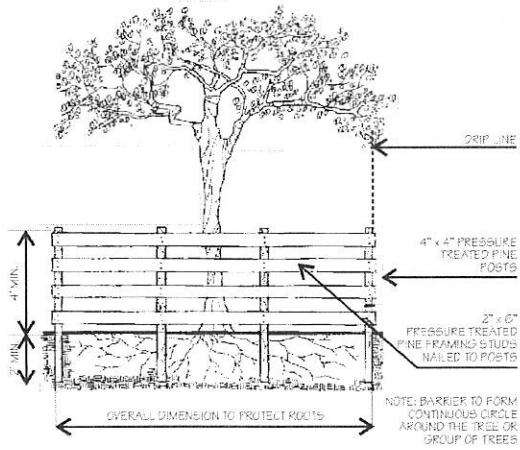 DRIP LINE
4" x 4" PRESSURE
TREATED PINE
POSTS
4" MIN.
2" x 6"
PRESSURE TREATED
PINE FRAMING STUDS
NAILED TO POSTS
2" MIN.
OVERALL DIMENSION TO PROTECT ROOTS
NOTE: BARRIER TO FORM
CONTINUOUS CIRCLE
AROUND THE TREE OR
GROUP OF TREES